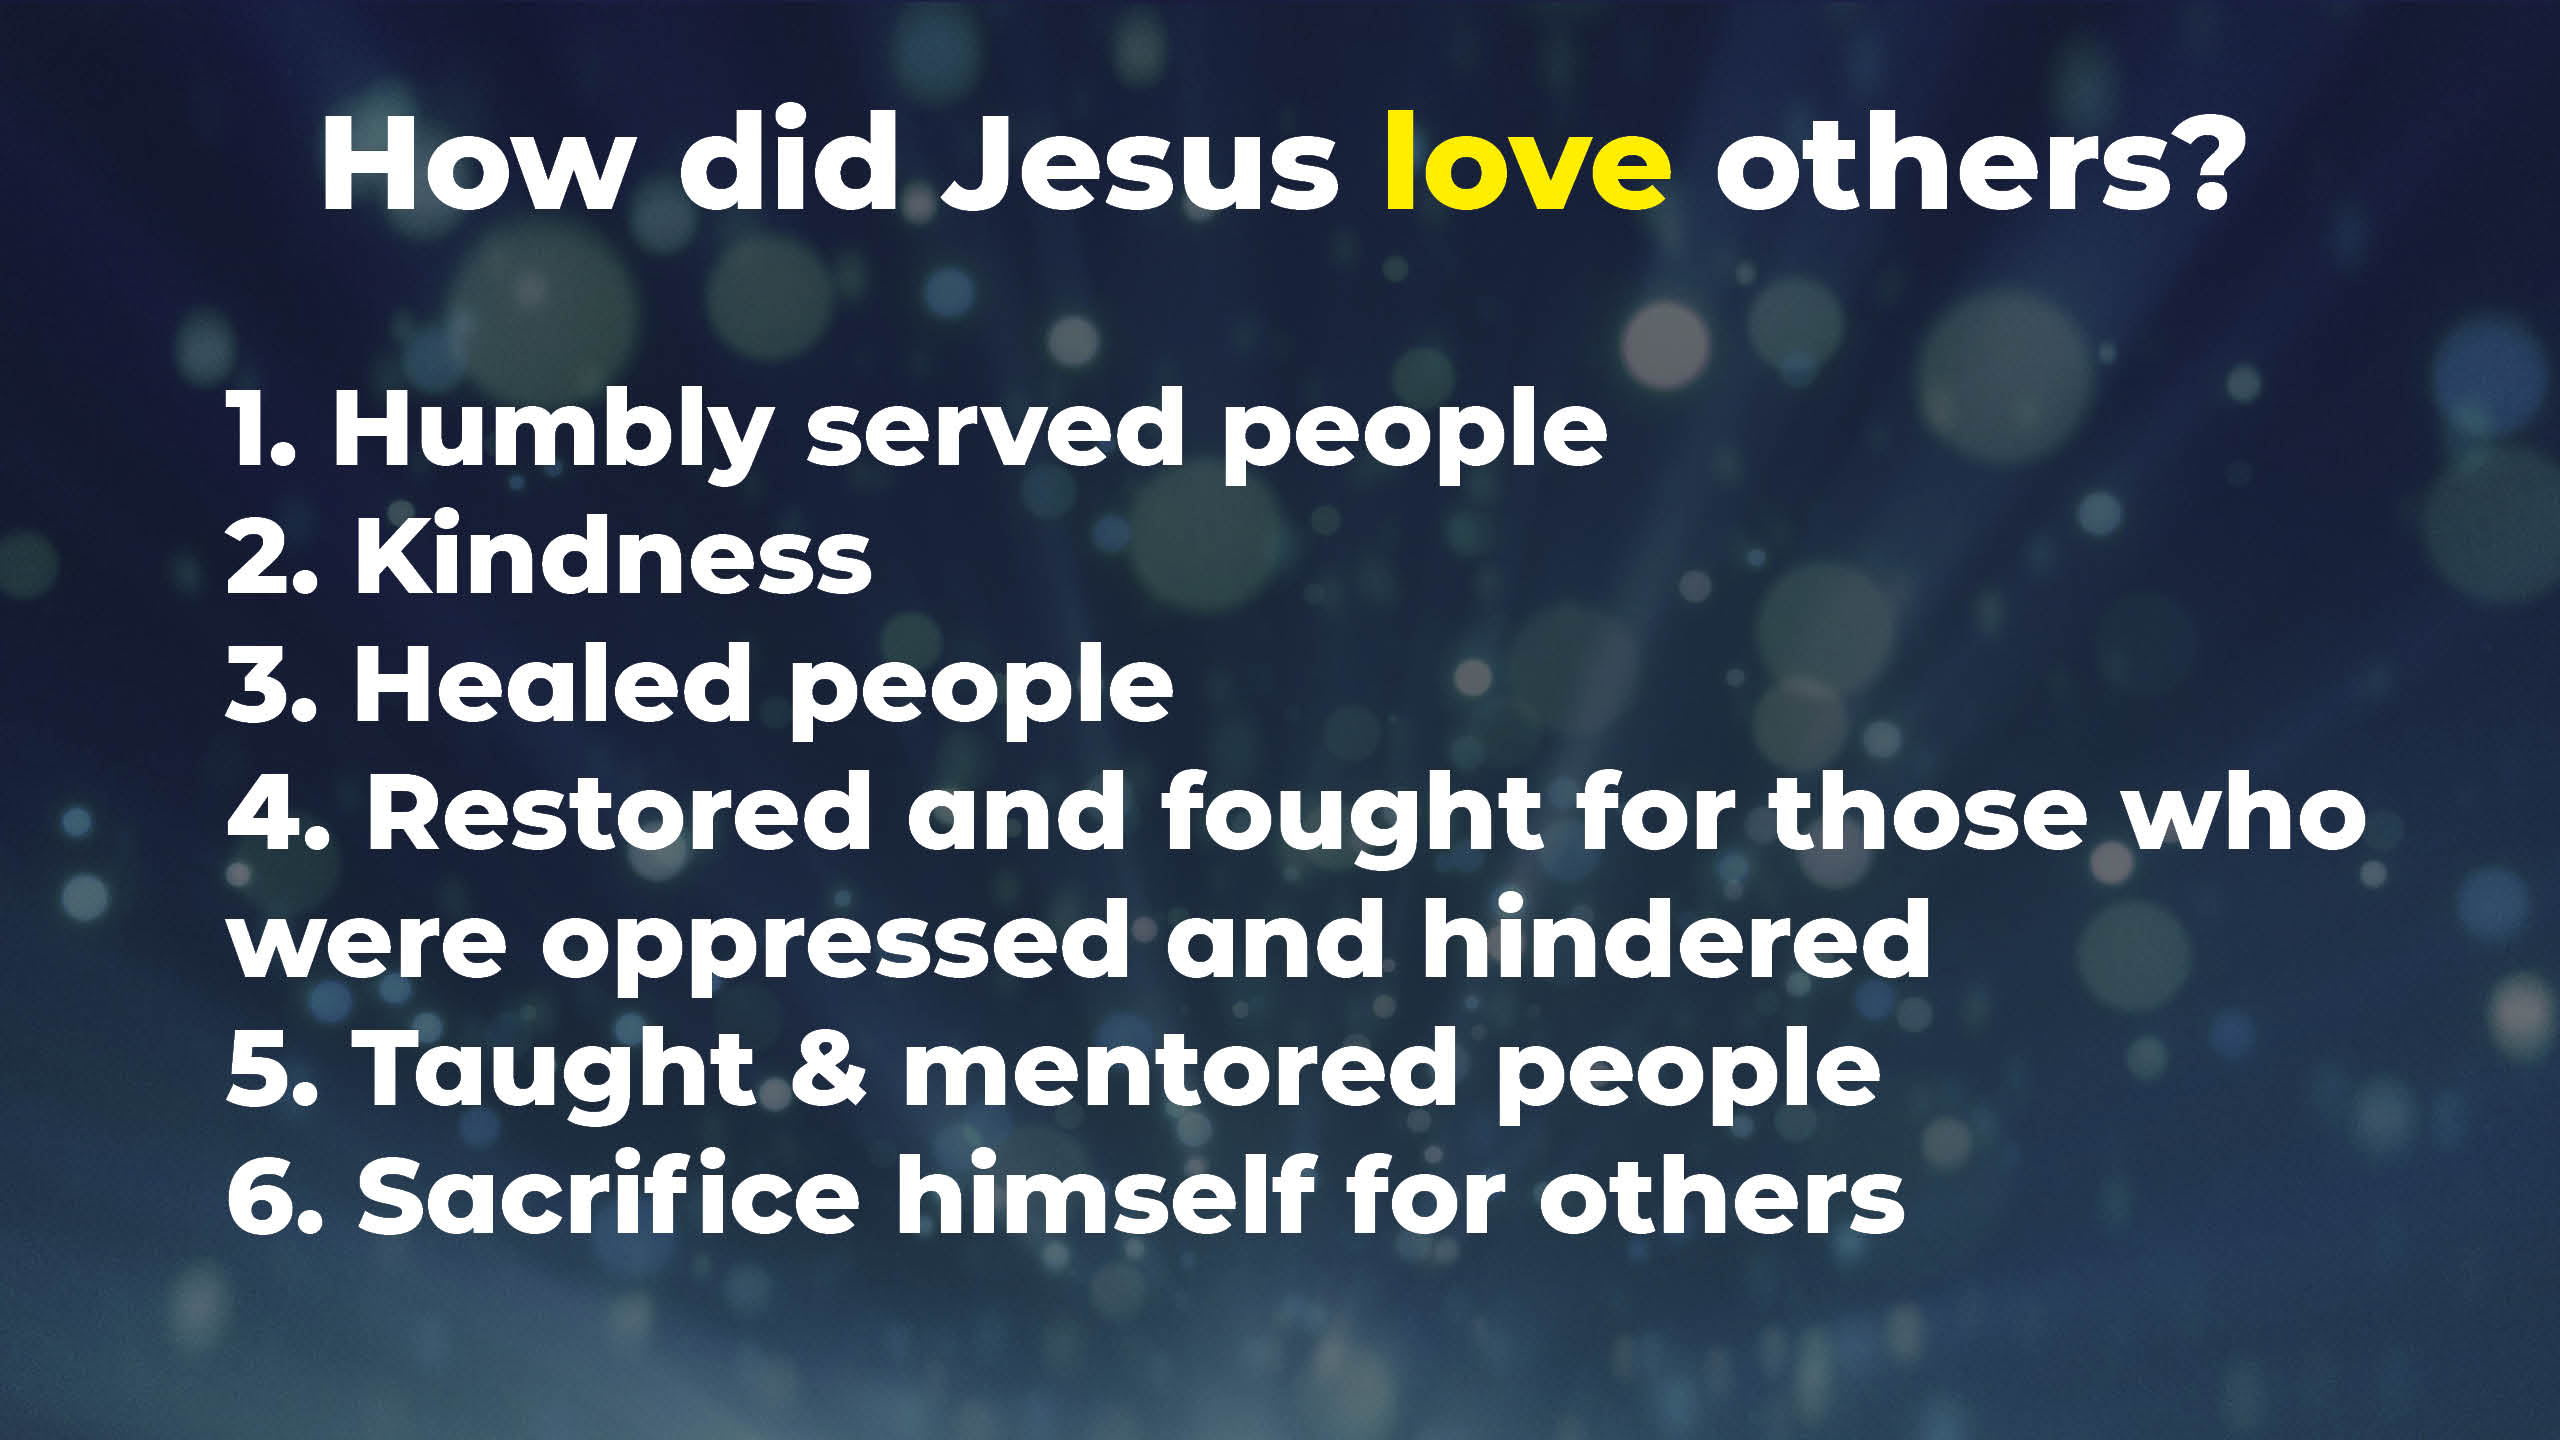 How did Jesus love others?
1. Humbly served people
2. Kindness
3. Healed people
4. Restored and fought for those who
were oppressed and hindered
5. Taught & mentored people
6. Sacrifice himself for others